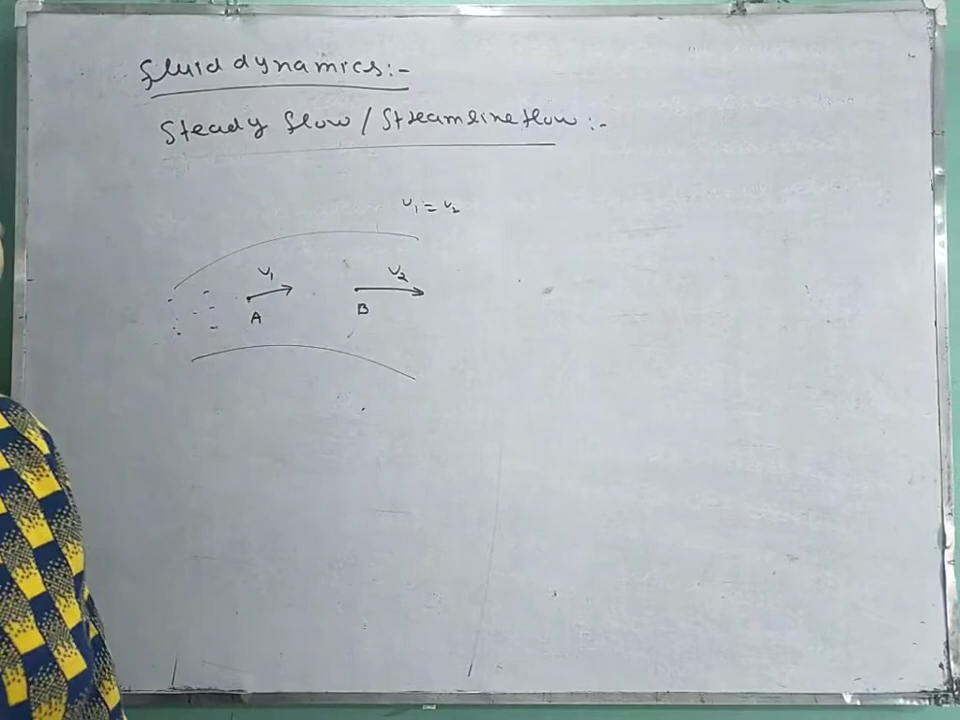 Fluid dynamics:-
Steady flow / Streamline flow :-
v₁ = v₂
v₁ v₂
A B